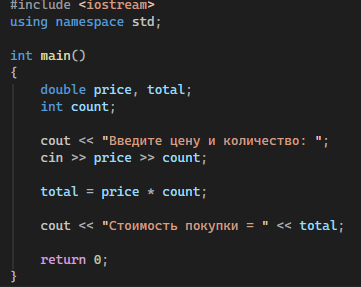 #include <iostream>
using namespace std;
int main()
{
double price, total;
int count;
cout << "Введите цену и количество: ";
cin >> price >> count;
total = price * count;
cout << "Стоимость покупки = " << total;
return 0;
}